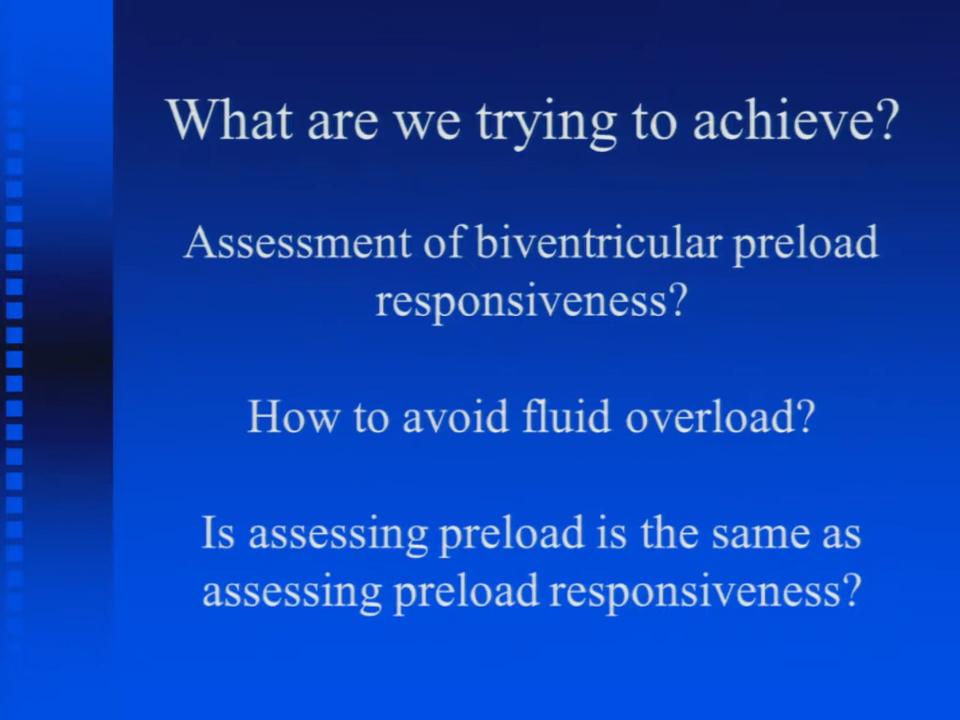 What are we trying to achieve?
Assessment of biventricular preload
responsiveness?
How to avoid fluid overload?
Is assessing preload is the same as
assessing preload responsiveness?